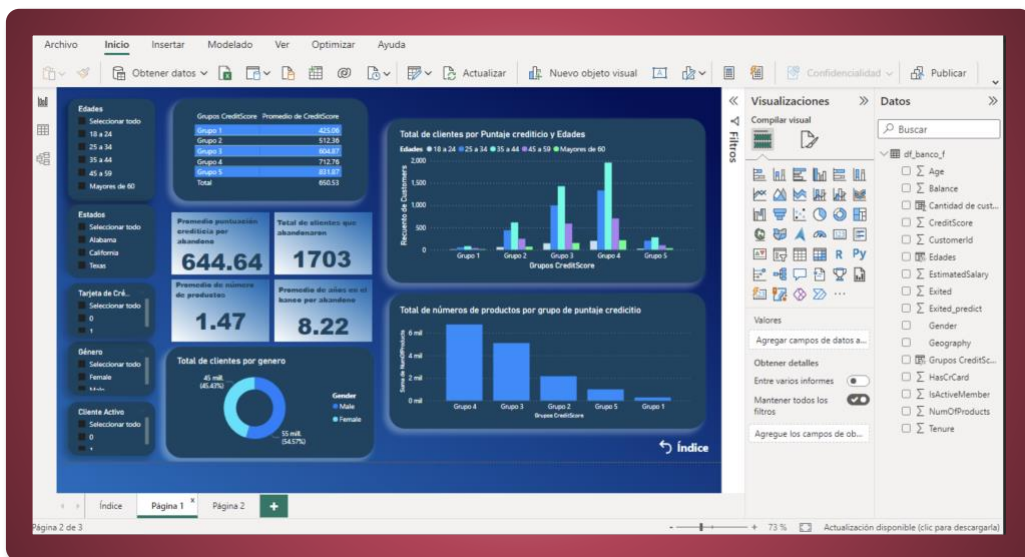 Archivo Inicio Insertar Modelado Ver Optimizar Ayuda
Obtener datos Actualizar Nuevo objeto visual Confidencialidad Publicar
Edades
Seleccionar todo
18 a 24
25 a 34
35 a 44
45 a 59
Mayores de 60
Estados
Seleccionar todo
Alabama
California
Texas
Tarjeta de Cré...
Seleccionar todo
0
1
Género
Seleccionar todo
Female
Male
Cliente Activo
Seleccionar todo
0
Grupos CreditScore Promedio de CreditScore
Grupo 1 425.06
Grupo 2 512.36
Grupo 3 604.87
Grupo 4 712.76
Grupo 5 831.87
Total 650.53
Promedio puntuación
crediticia por
abandono
644.64
Total de clientes que
abandonaron
1703
Promedio de número
de productos
1.47
Promedio de años en el
banco por abandono
8.22
Total de clientes por genero
45 mill.
(45.43%)
55 mill.
(54.57%)
Gender
Male
Female
Total de clientes por Puntaje crediticio y Edades
Edades 18 a 24 25 a 34 35 a 44 45 a 59 Mayores de 60
Recuento de Customers
2,000
1,500
1,000
500
0
Grupo 1 Grupo 2 Grupo 3 Grupo 4 Grupo 5
Grupos CreditScore
Total de números de productos por grupo de puntaje credicitio
Suma de NumOfProducts
6 mil
4 mil
2 mil
0 mil
Grupo 4 Grupo 3 Grupo 2 Grupo 5 Grupo 1
Grupos CreditScore
Índice
Filtros
Visualizaciones
Compilar visual
R Py
Valores
Agregar campos de datos a...
Obtener detalles
Entre varios informes
Mantener todos los
filtros
Agregue los campos de ob...
Datos
Buscar
df_banco_f
Age
Balance
Cantidad de cust...
CreditScore
CustomerId
Edades
EstimatedSalary
Exited
Exited_predict
Gender
Geography
Grupos CreditSc...
HasCrCard
IsActiveMember
NumOfProducts
Tenure
Índice Página 1 Página 2
Página 2 de 3
73 % Actualización disponible (clic para descargarla)